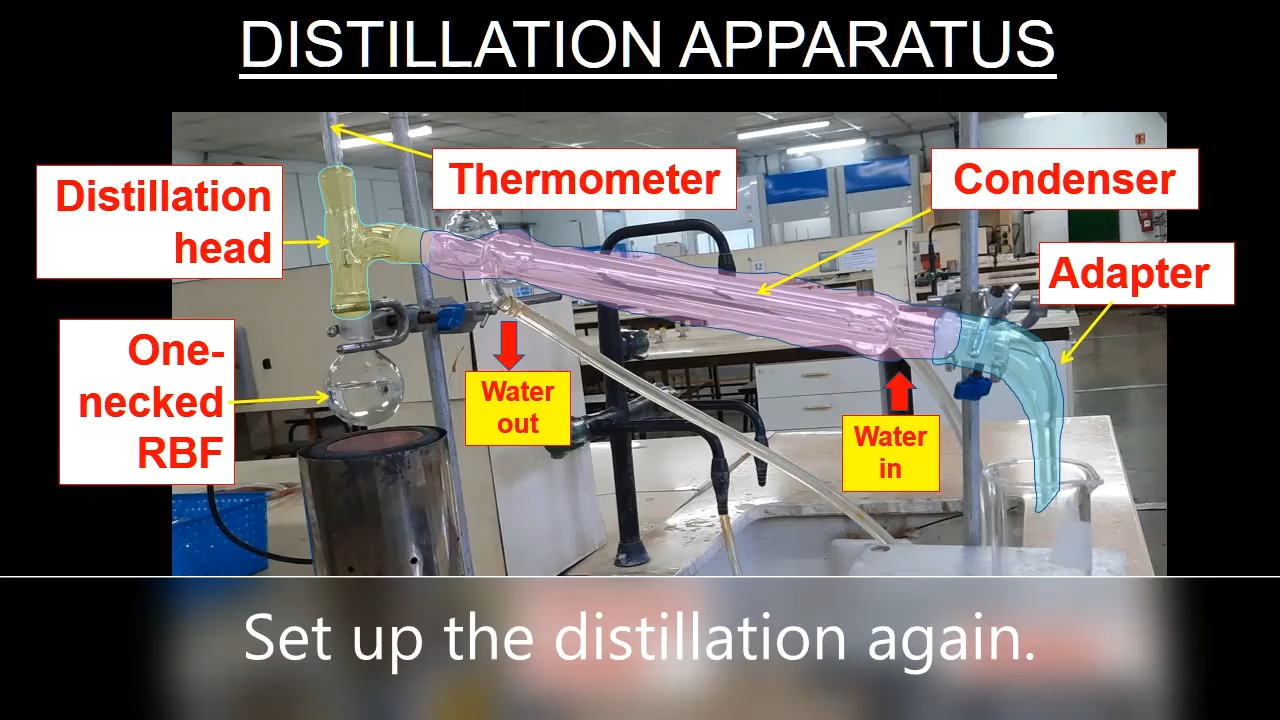 DISTILLATION APPARATUS
Thermometer
Condenser
Distillation
head
Adapter
One-
necked
RBF
Water
out
Water
in
12
Set up the distillation again.